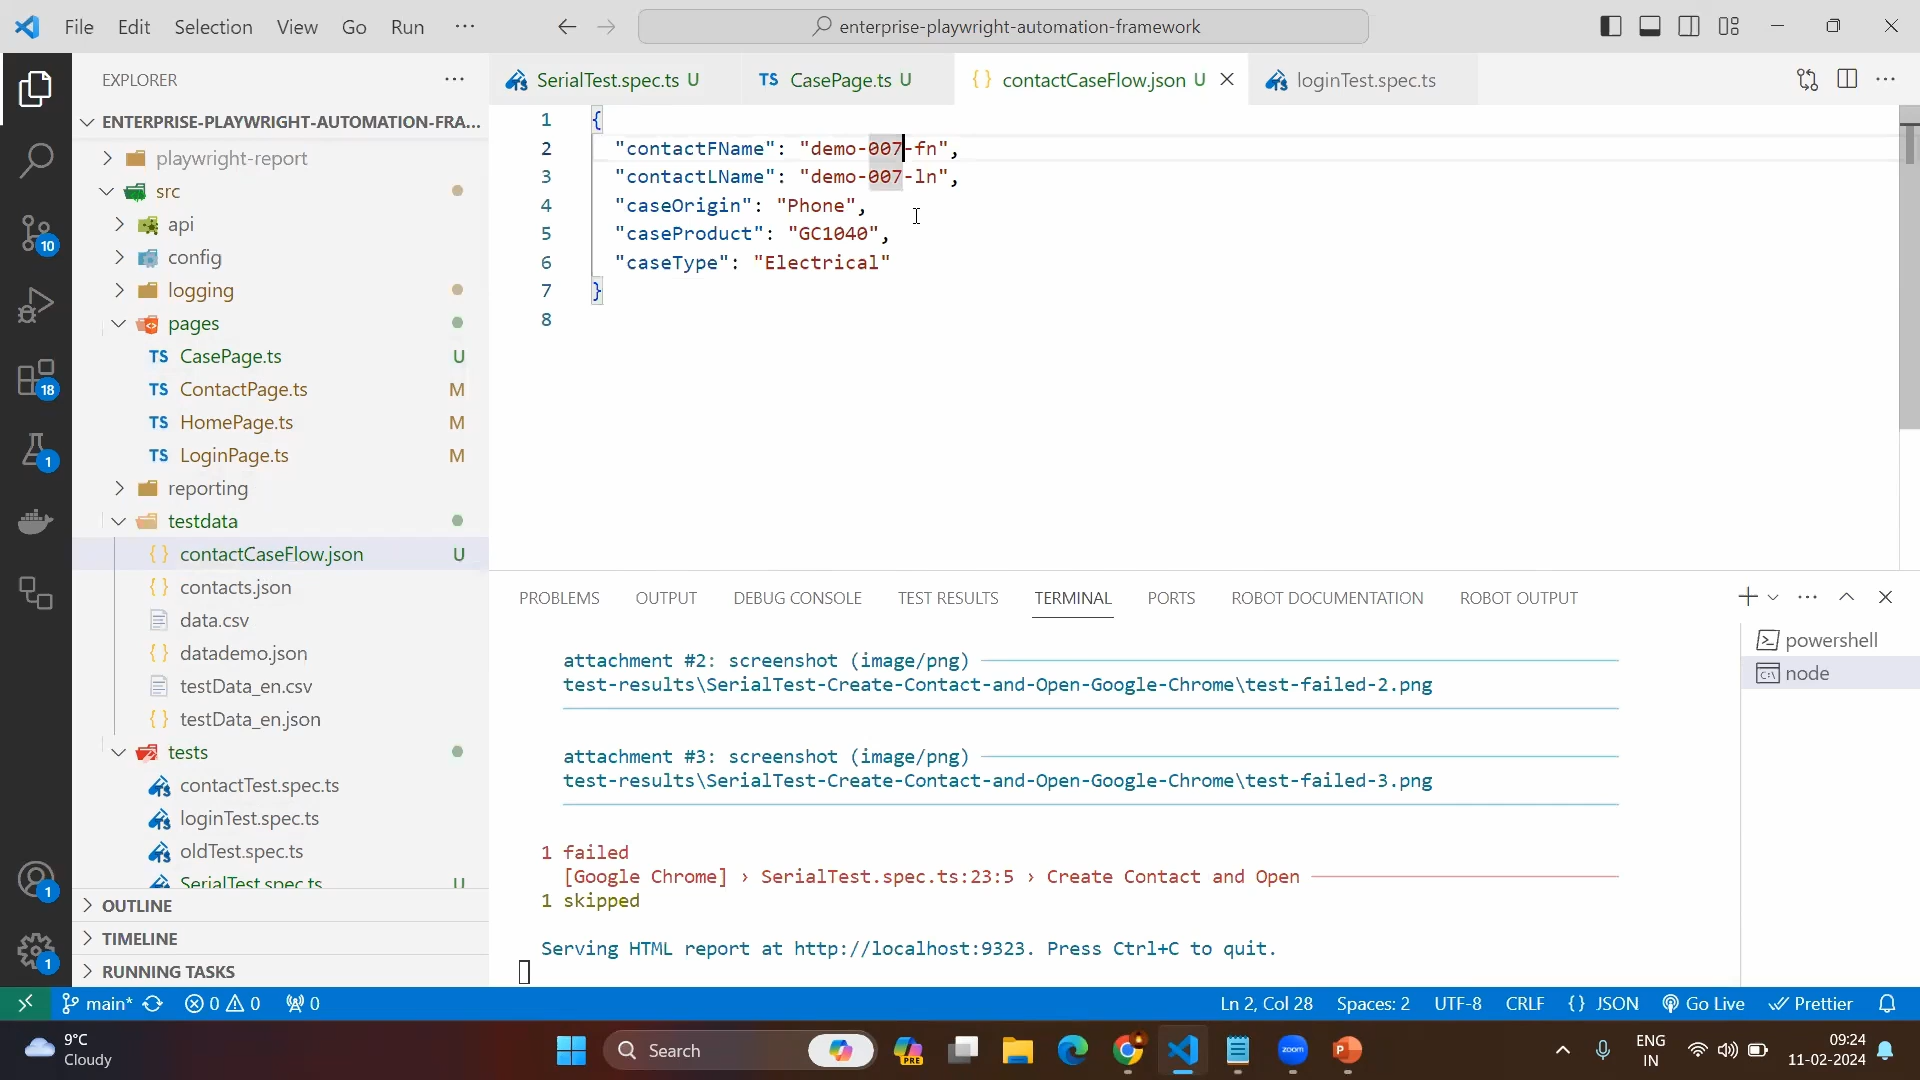 File Edit Selection View Go Run ···
enterprise-playwright-automation-framework
EXPLORER
SerialTest.spec.ts U
TS CasePage.ts U
{} contactCaseFlow.json U
loginTest.spec.ts
ENTERPRISE-PLAYWRIGHT-AUTOMATION-FRA...
playwright-report
src
api
config
logging
pages
TS CasePage.ts U
TS ContactPage.ts M
TS HomePage.ts M
TS LoginPage.ts M
reporting
testdata
{} contactCaseFlow.json U
{} contacts.json
data.csv
{} datademo.json
testData_en.csv
{} testData_en.json
tests
contactTest.spec.ts
loginTest.spec.ts
oldTest.spec.ts
SerialTest.spec.ts U
OUTLINE
TIMELINE
RUNNING TASKS
10
18
1
1
1
1 {
2 "contactFName": "demo-007-fn",
3 "contactLName": "demo-007-ln",
4 "caseOrigin": "Phone",
5 "caseProduct": "GC1040",
6 "caseType": "Electrical"
7 }
8
PROBLEMS OUTPUT DEBUG CONSOLE TEST RESULTS TERMINAL PORTS ROBOT DOCUMENTATION ROBOT OUTPUT
powershell
node
attachment #2: screenshot (image/png)
test-results\SerialTest-Create-Contact-and-Open-Google-Chrome\test-failed-2.png
attachment #3: screenshot (image/png)
test-results\SerialTest-Create-Contact-and-Open-Google-Chrome\test-failed-3.png
1 failed
[Google Chrome] › SerialTest.spec.ts:23:5 › Create Contact and Open
1 skipped
Serving HTML report at http://localhost:9323. Press Ctrl+C to quit.
main* 0 0 0
Ln 2, Col 28 Spaces: 2 UTF-8 CRLF {} JSON Go Live Prettier
9°C
Cloudy
Search
PRE
zoom
ENG
IN
09:24
11-02-2024